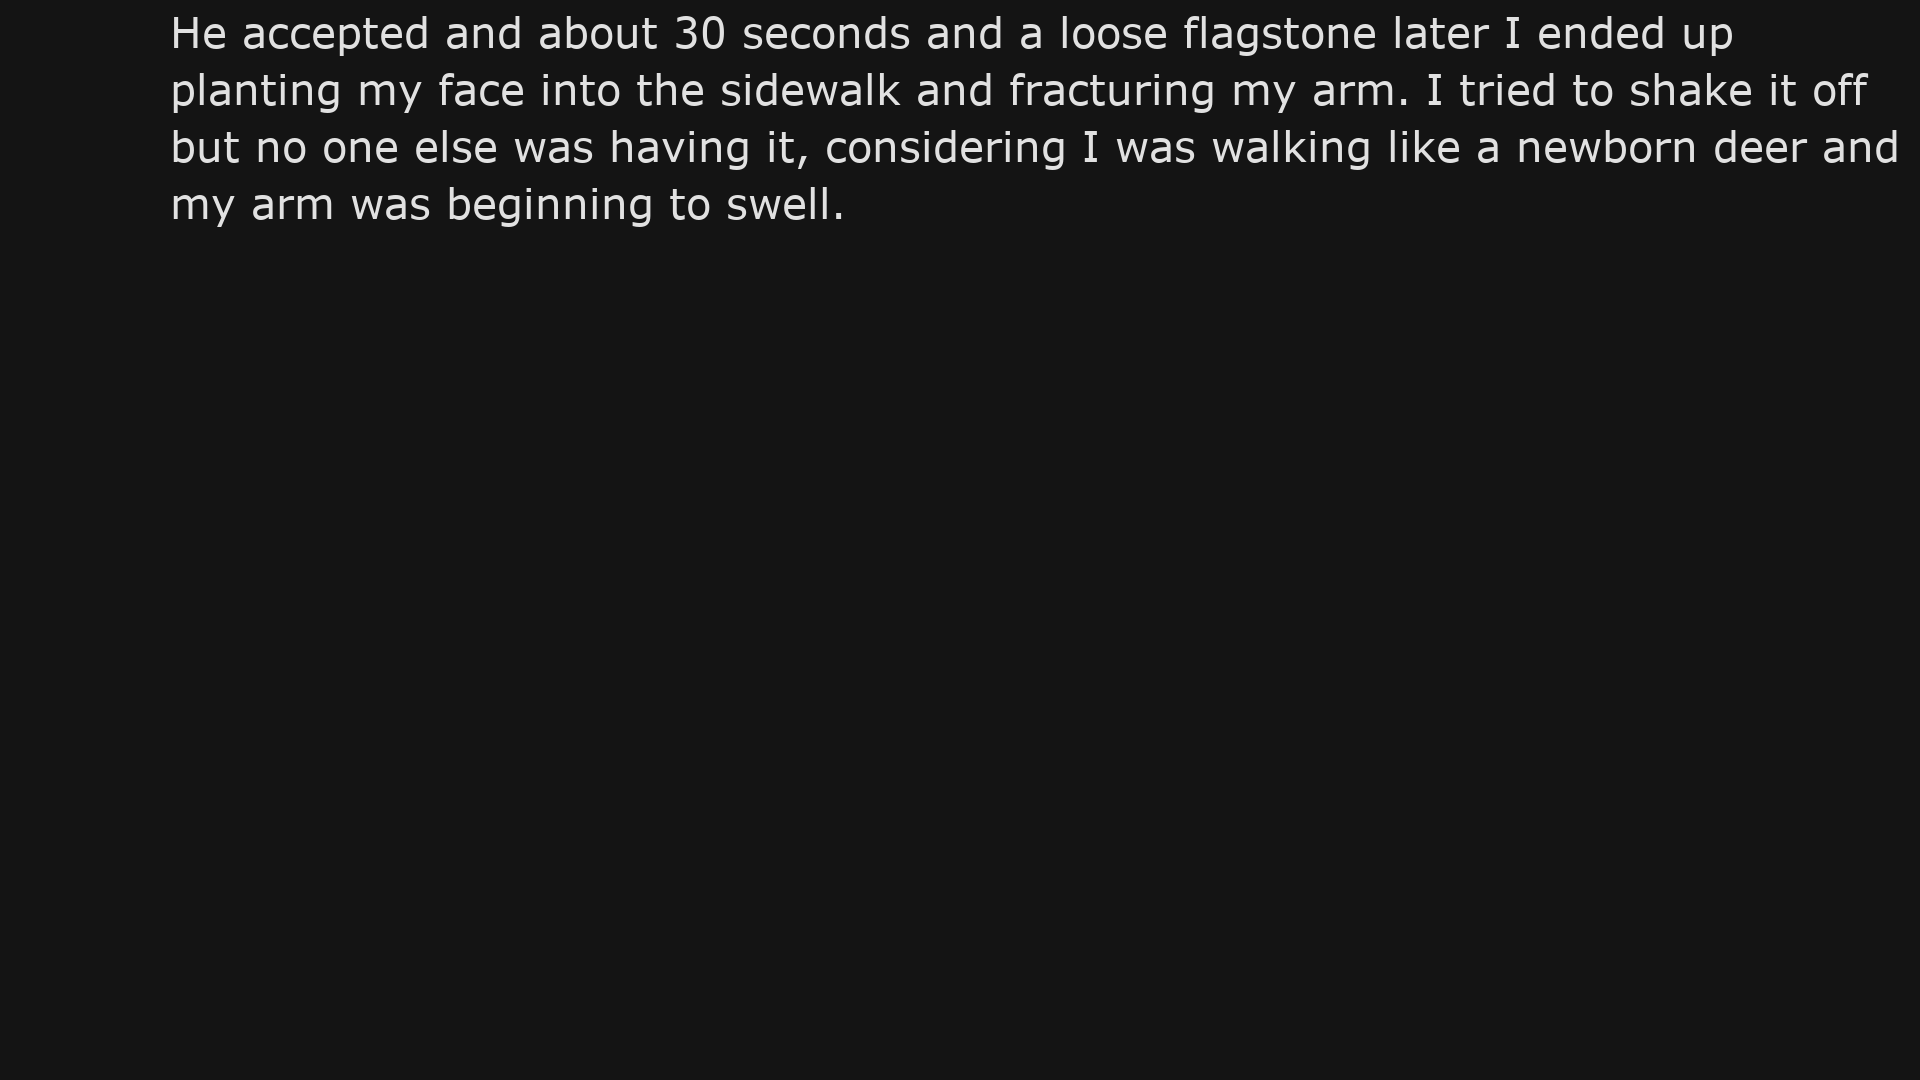 He accepted and about 30 seconds and a loose flagstone later I ended up
planting my face into the sidewalk and fracturing my arm. I tried to shake it off
but no one else was having it, considering I was walking like a newborn deer and
my arm was beginning to swell.